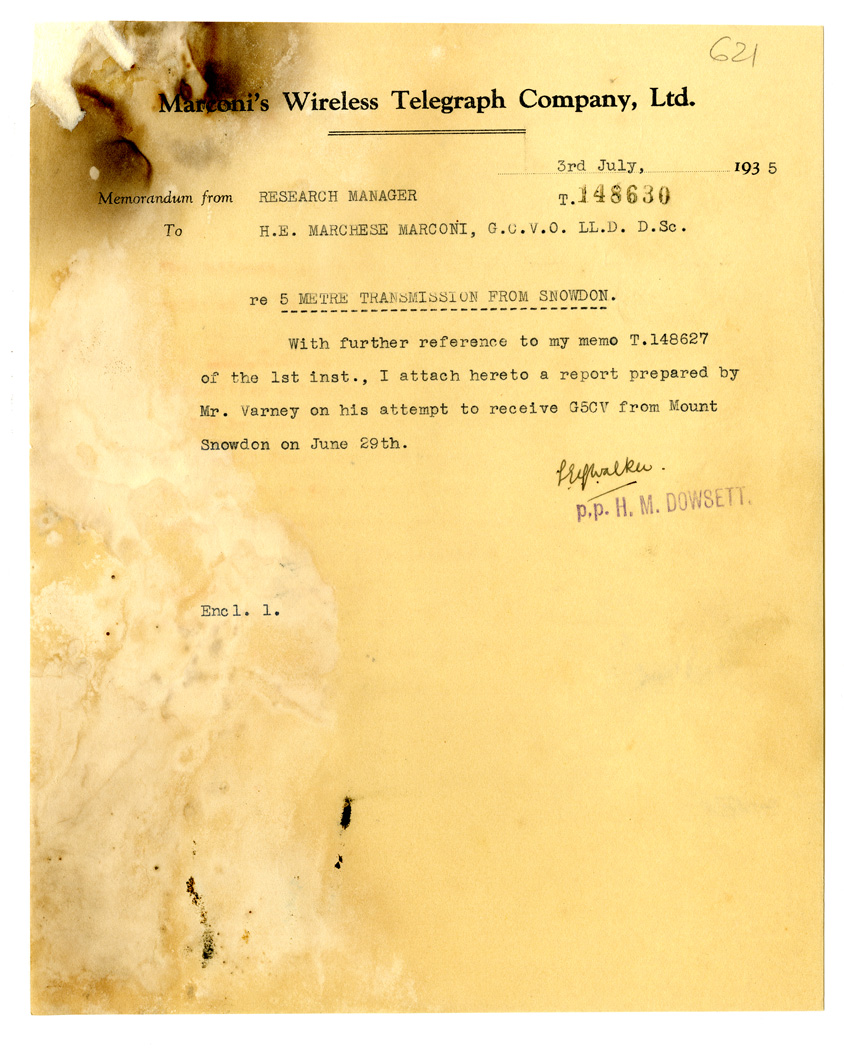 621
Marconi's Wireless Telegraph Company, Ltd.
3rd July, 1935
Memorandum from RESEARCH MANAGER T.148630
To H.E. MARCHESE MARCONI, G.C.V.O. LL.D. D.Sc.
re 5 METRE TRANSMISSION FROM SNOWDON.
With further reference to my memo T.148627
of the 1st inst., I attach hereto a report prepared by
Mr. Varney on his attempt to receive G5CV from Mount
Snowdon on June 29th.
p.p. H. M. DOWSETT.
Encl. 1.